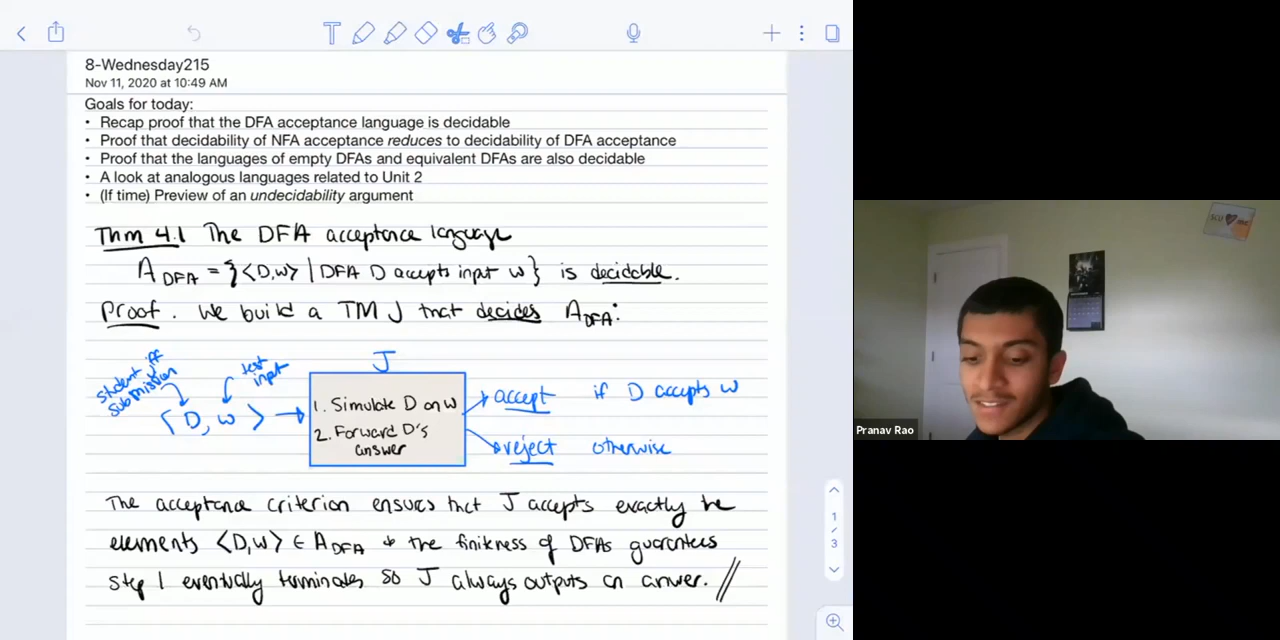 8-Wednesday215
Nov 11, 2020 at 10:49 AM
Goals for today:
• Recap proof that the DFA acceptance language is decidable
• Proof that decidability of NFA acceptance reduces to decidability of DFA acceptance
• Proof that the languages of empty DFAs and equivalent DFAs are also decidable
• A look at analogous languages related to Unit 2
• (If time) Preview of an undecidability argument
Thm 4.1 The DFA acceptance language
A DFA = {<D,w> | DFA D accepts input w} is decidable.
Proof. We build a TM J that decides A DFA:
student jff submission
test input
J
<D, w>
1. Simulate D on w
2. Forward D's answer
accept if D accepts w
reject otherwise
The acceptance criterion ensures that J accepts exactly the
elements <D,w> ∈ A DFA + the finiteness of DFAs guarantees
step 1 eventually terminates so J always outputs an answer. //
Pranav Rao
1
/
3